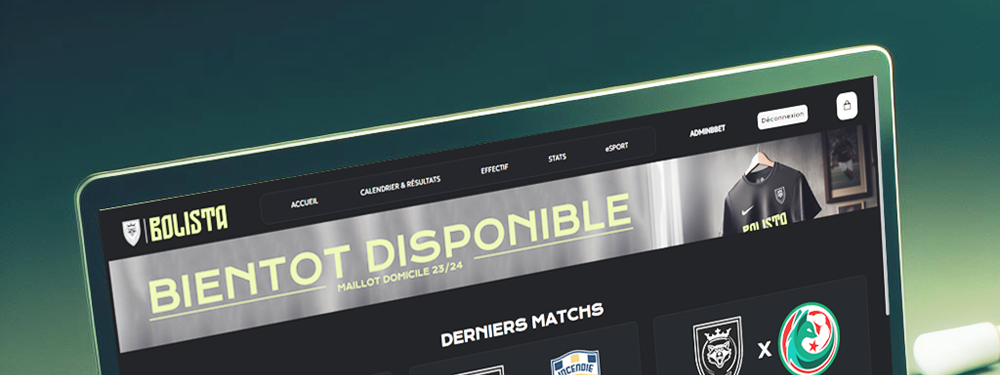 ADMINBBET
Déconnexion
ACCUEIL
CALENDRIER & RÉSULTATS
EFFECTIF
STATS
eSPORT
BOLISTA
BIENTOT DISPONIBLE
MAILLOT DOMICILE 23/24
BOLISTA
DERNIERS MATCHS
INCENDIE
X